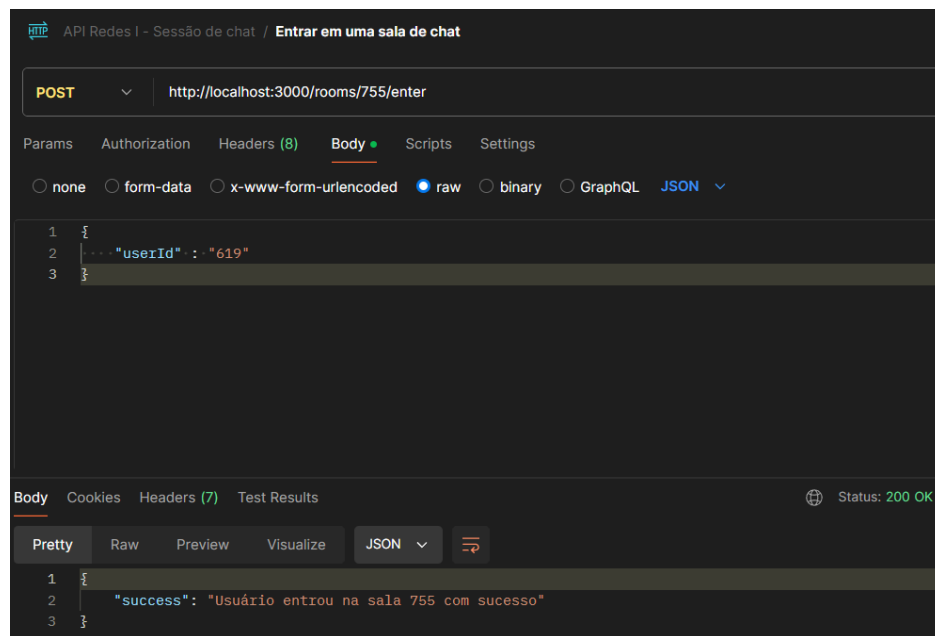 HTTP API Redes I - Sessão de chat / Entrar em uma sala de chat
POST http://localhost:3000/rooms/755/enter
Params Authorization Headers (8) Body Scripts Settings
none form-data x-www-form-urlencoded raw binary GraphQL JSON
1 {
2 "userId" : "619"
3 }
Body Cookies Headers (7) Test Results Status: 200 OK
Pretty Raw Preview Visualize JSON
1 {
2 "success": "Usuário entrou na sala 755 com sucesso"
3 }